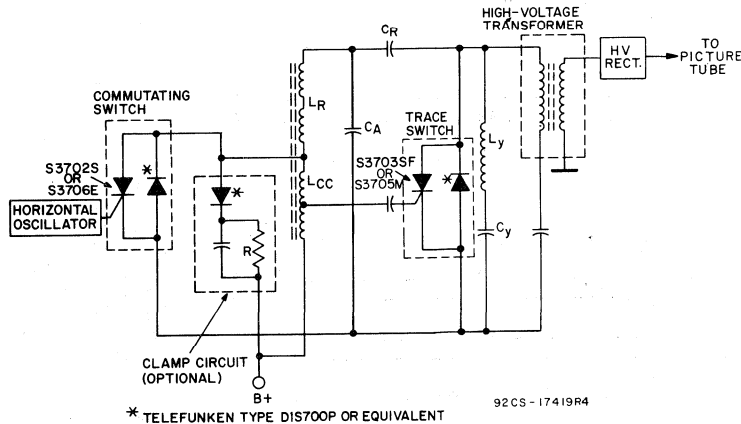 HIGH-VOLTAGE
TRANSFORMER
CR
HV
RECT.
TO
PICTURE
TUBE
COMMUTATING
SWITCH
LR
CA
TRACE
SWITCH
Ly
S3702S
OR
S3706E
*
*
LCC
S3703SF
OR
S3705M
*
HORIZONTAL
OSCILLATOR
R
Cy
CLAMP CIRCUIT
(OPTIONAL)
B+
92CS-17419R4
* TELEFUNKEN TYPE D1S700P OR EQUIVALENT